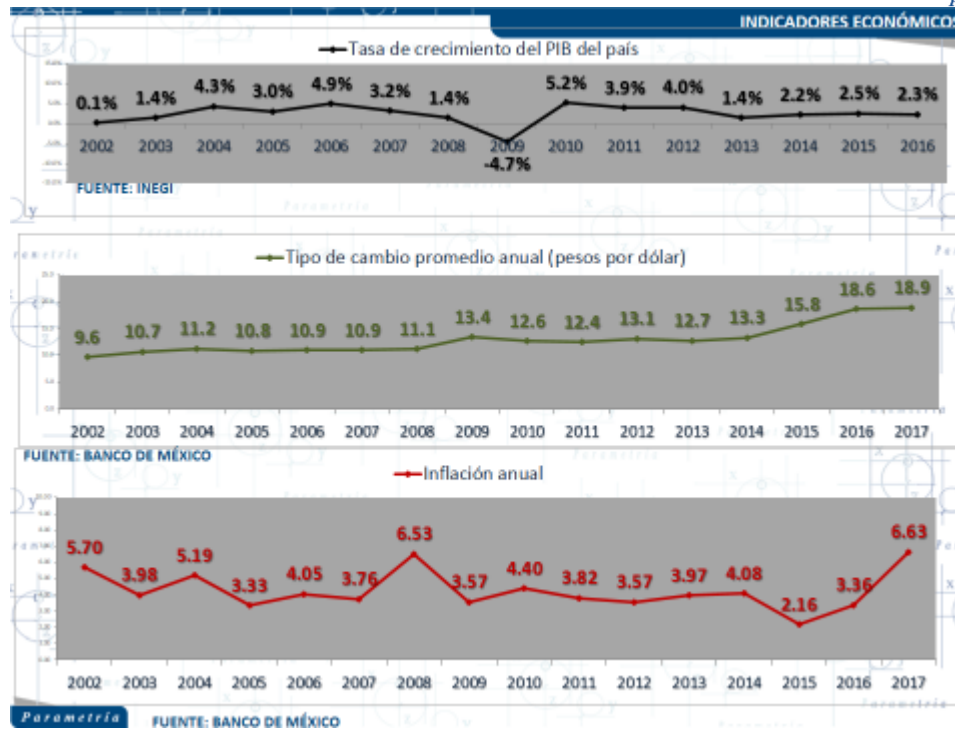 INDICADORES ECONÓMICOS
Tasa de crecimiento del PIB del país
0.1% 1.4% 4.3% 3.0% 4.9% 3.2% 1.4% -4.7% 5.2% 3.9% 4.0% 1.4% 2.2% 2.5% 2.3%
2002 2003 2004 2005 2006 2007 2008 2009 2010 2011 2012 2013 2014 2015 2016
FUENTE: INEGI
Tipo de cambio promedio anual (pesos por dólar)
9.6 10.7 11.2 10.8 10.9 10.9 11.1 13.4 12.6 12.4 13.1 12.7 13.3 15.8 18.6 18.9
2002 2003 2004 2005 2006 2007 2008 2009 2010 2011 2012 2013 2014 2015 2016 2017
FUENTE: BANCO DE MÉXICO
Inflación anual
5.70 3.98 5.19 3.33 4.05 3.76 6.53 3.57 4.40 3.82 3.57 3.97 4.08 2.16 3.36 6.63
2002 2003 2004 2005 2006 2007 2008 2009 2010 2011 2012 2013 2014 2015 2016 2017
Parametría
FUENTE: BANCO DE MÉXICO